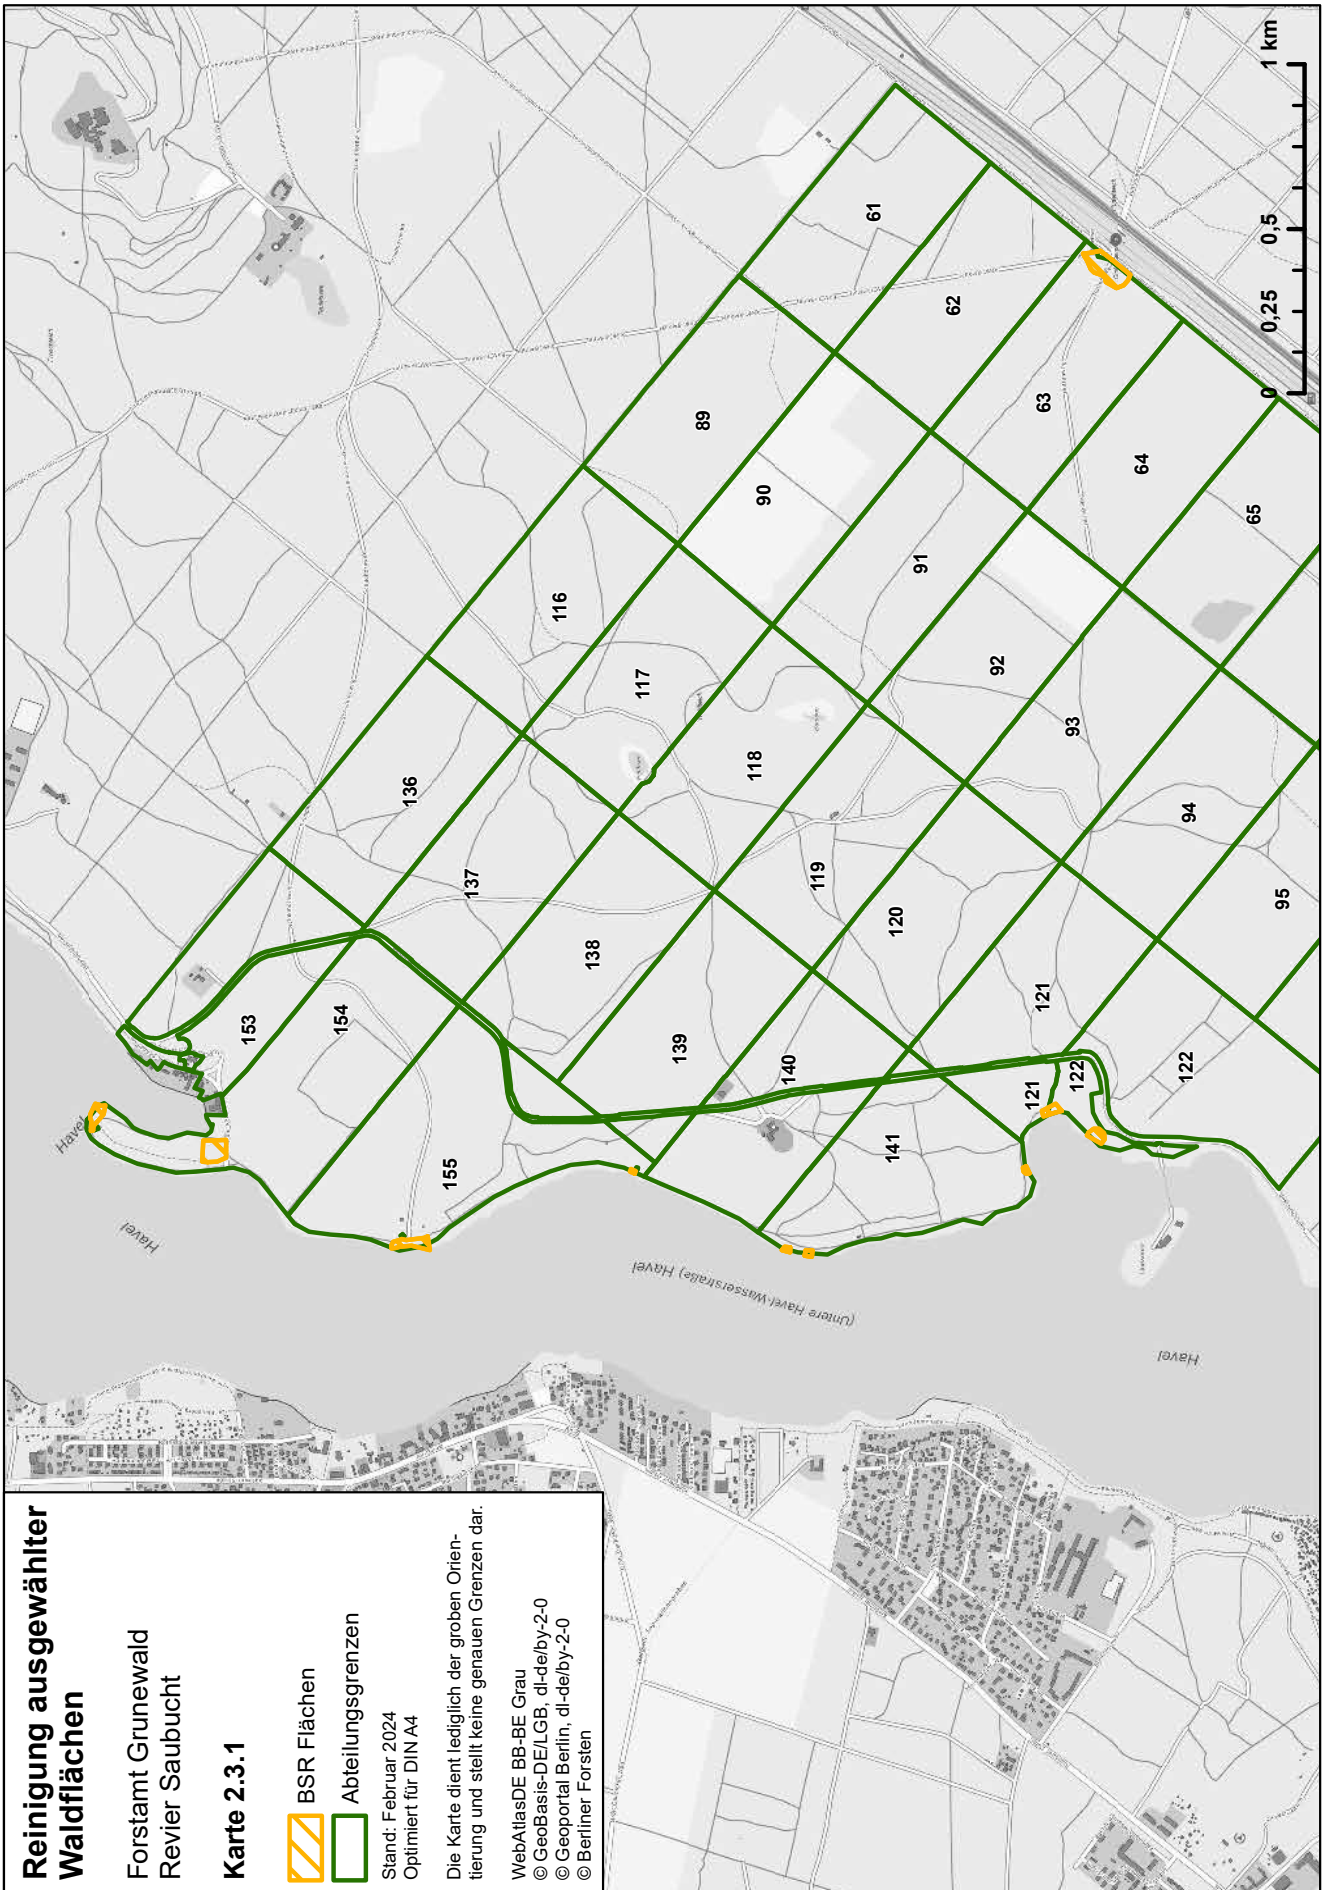 Reinigung ausgewählter
Waldflächen
Forstamt Grunewald
Revier Saubucht
Karte 2.3.1
BSR Flächen
Abteilungsgrenzen
Stand: Februar 2024
Optimiert für DIN A4
Die Karte dient lediglich der groben Orien-
tierung und stellt keine genauen Grenzen dar.
WebAtlasDE BB-BE Grau
© GeoBasis-DE/LGB, dl-de/by-2-0
© Geoportal Berlin, dl-de/by-2-0
© Berliner Forsten
Havel
Havel
(Untere Havel-Wasserstraße) Havel
Havel
153
154
155
136
137
138
139
140
141
116
117
118
119
120
121
121
122
122
89
90
91
92
93
94
95
61
62
63
64
65
0
0,25
0,5
1 km